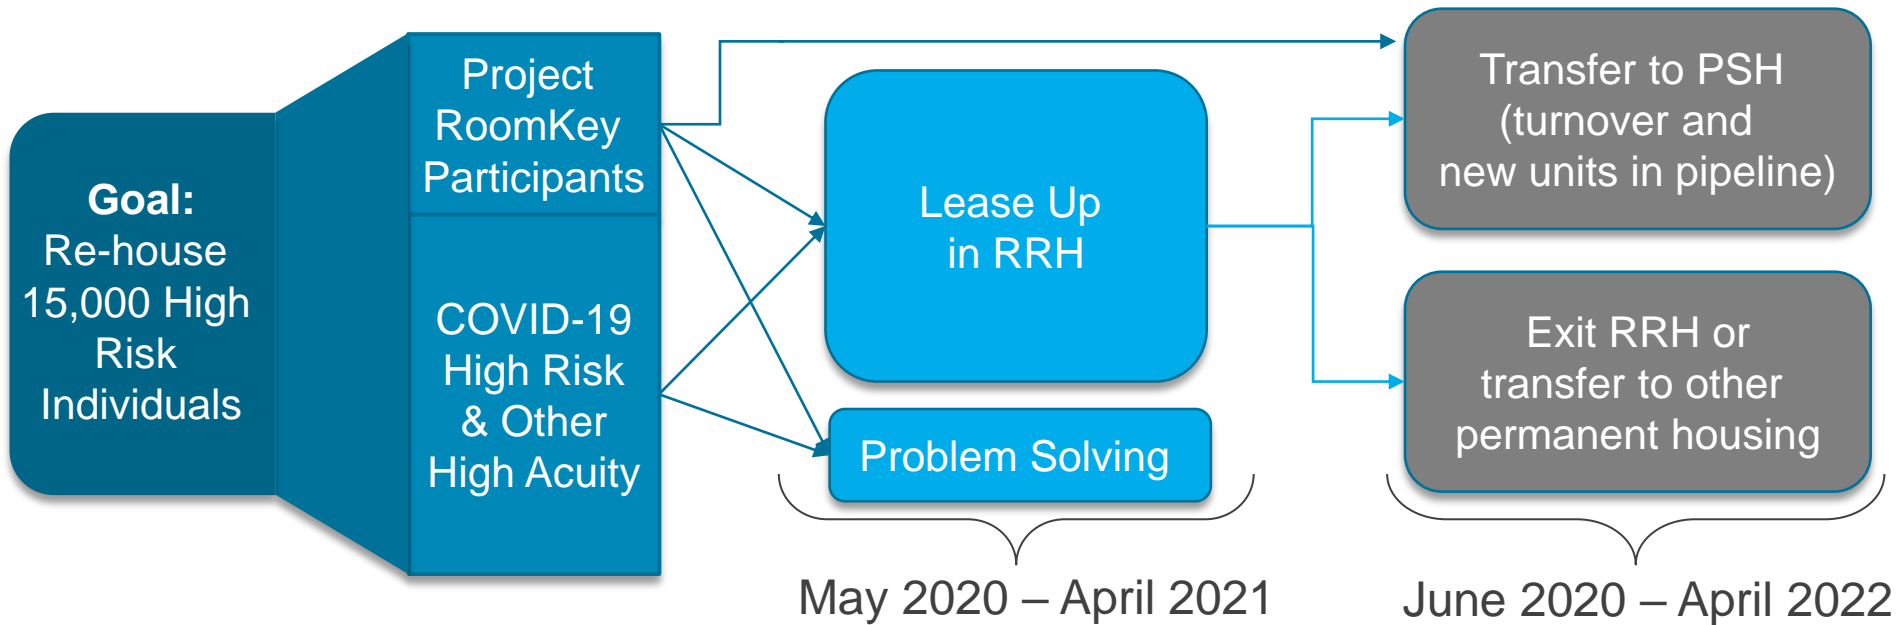 Goal:
Re-house
15,000 High
Risk
Individuals
Project
RoomKey
Participants
COVID-19
High Risk
& Other
High Acuity
Lease Up
in RRH
Problem Solving
May 2020 – April 2021
Transfer to PSH
(turnover and
new units in pipeline)
Exit RRH or
transfer to other
permanent housing
June 2020 – April 2022